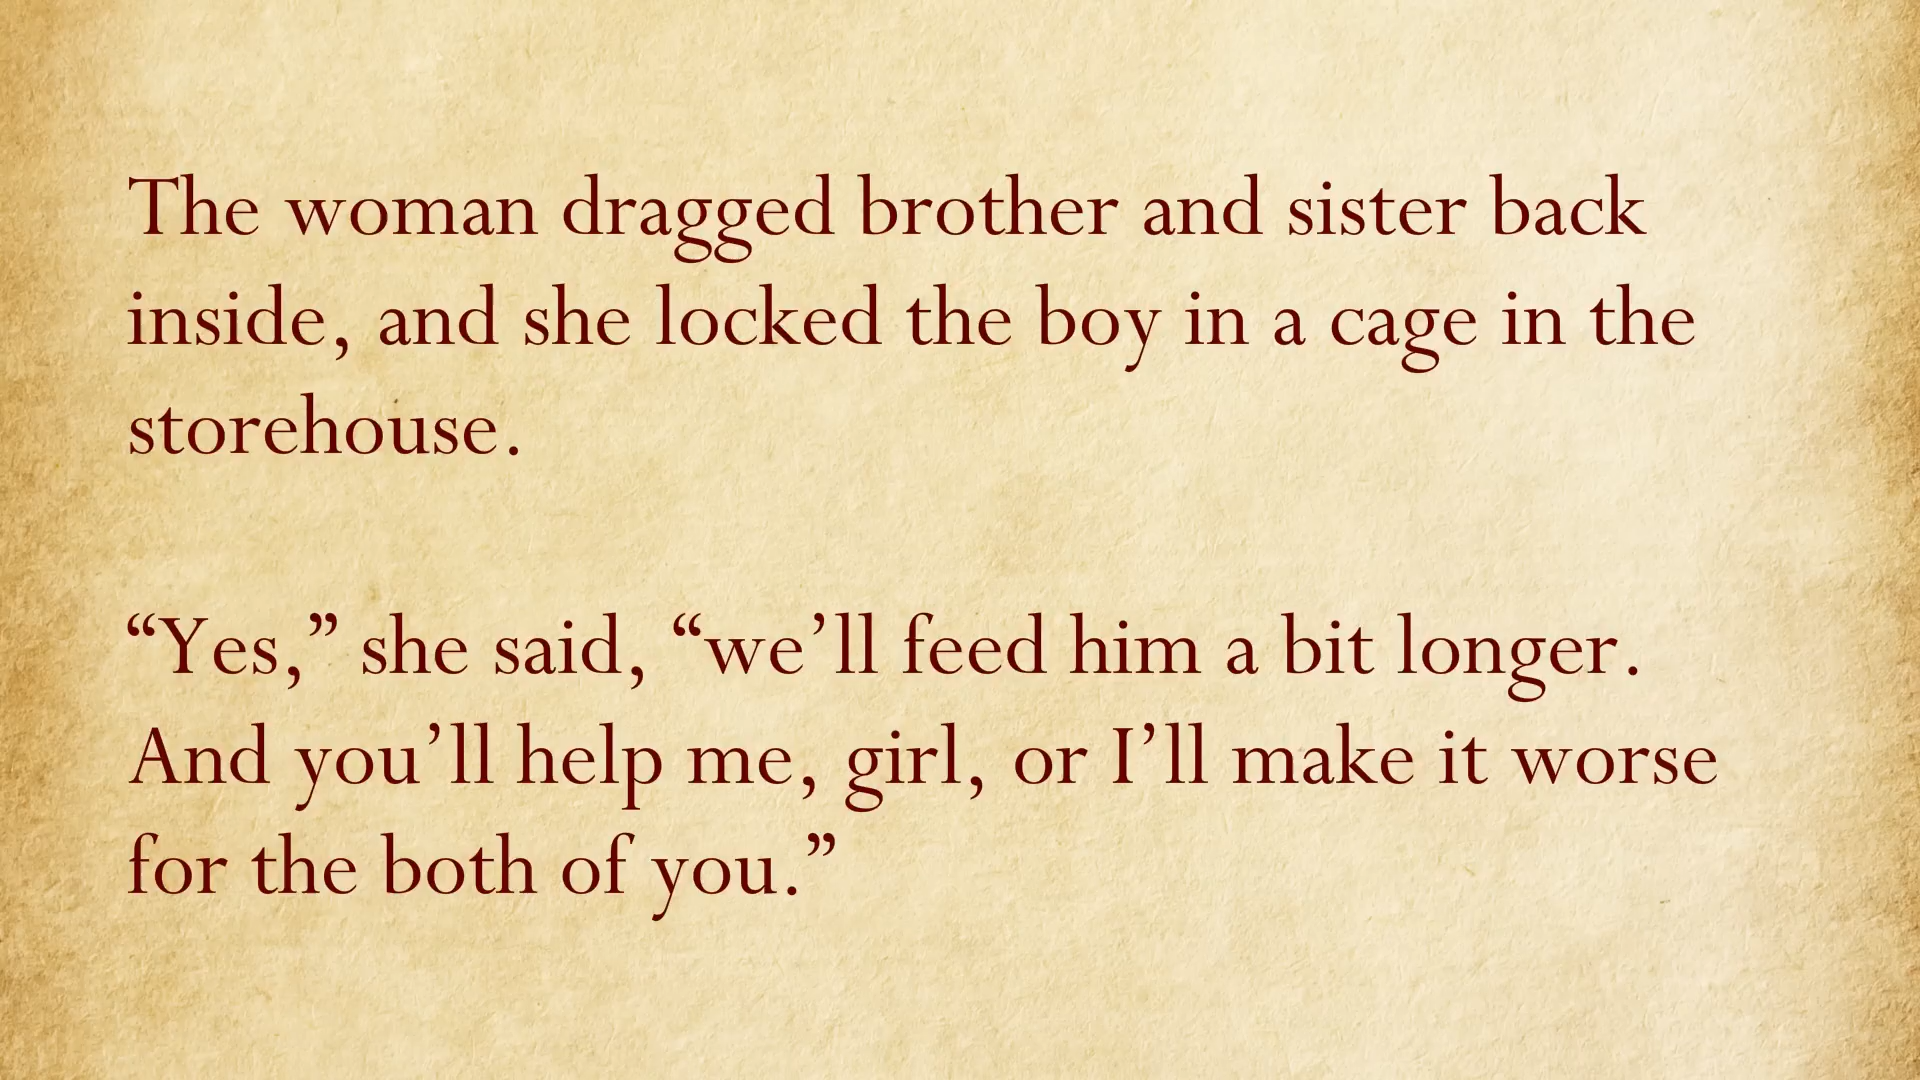 The woman dragged brother and sister back
inside, and she locked the boy in a cage in the
storehouse.
“Yes,” she said, “we’ll feed him a bit longer.
And you’ll help me, girl, or I’ll make it worse
for the both of you.”